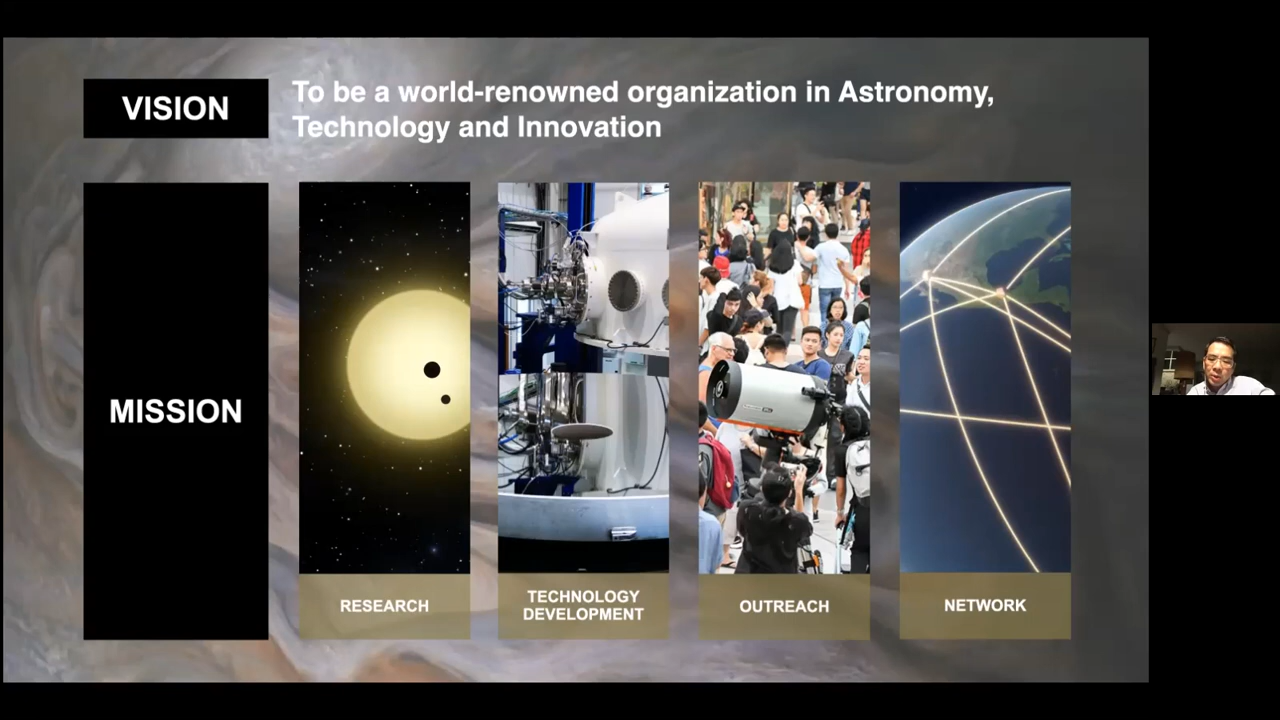 VISION
To be a world-renowned organization in Astronomy,
Technology and Innovation
MISSION
RESEARCH
TECHNOLOGY
DEVELOPMENT
OUTREACH
NETWORK